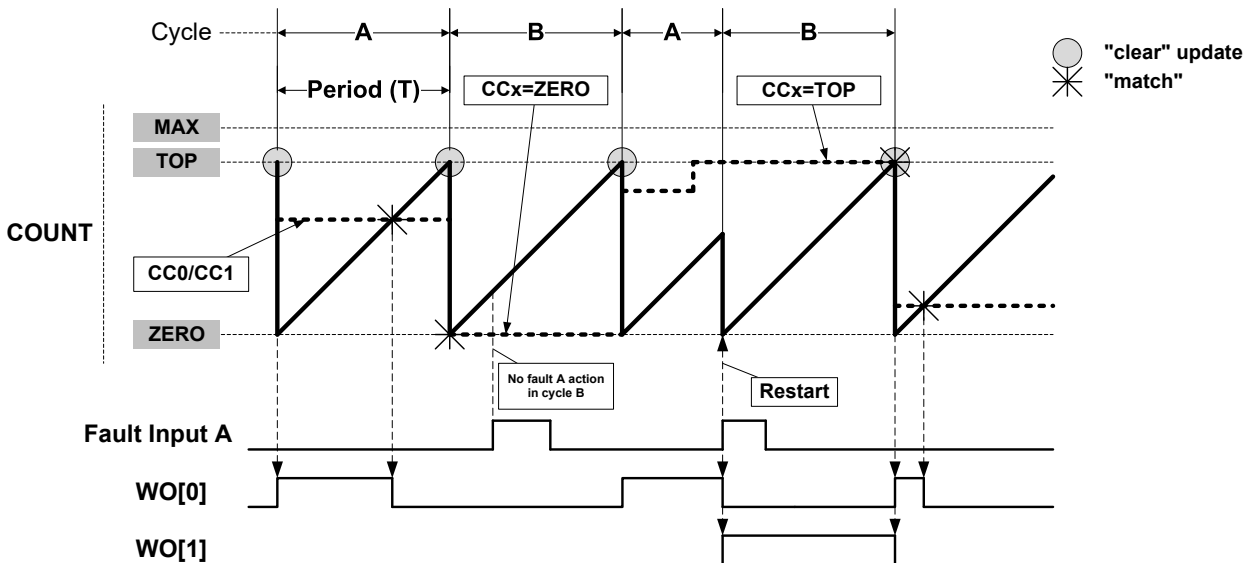 Cycle
A
B
A
B
"clear" update
"match"
Period (T)
CCx=ZERO
CCx=TOP
MAX
TOP
COUNT
CC0/CC1
ZERO
No fault A action
in cycle B
Restart
Fault Input A
WO[0]
WO[1]